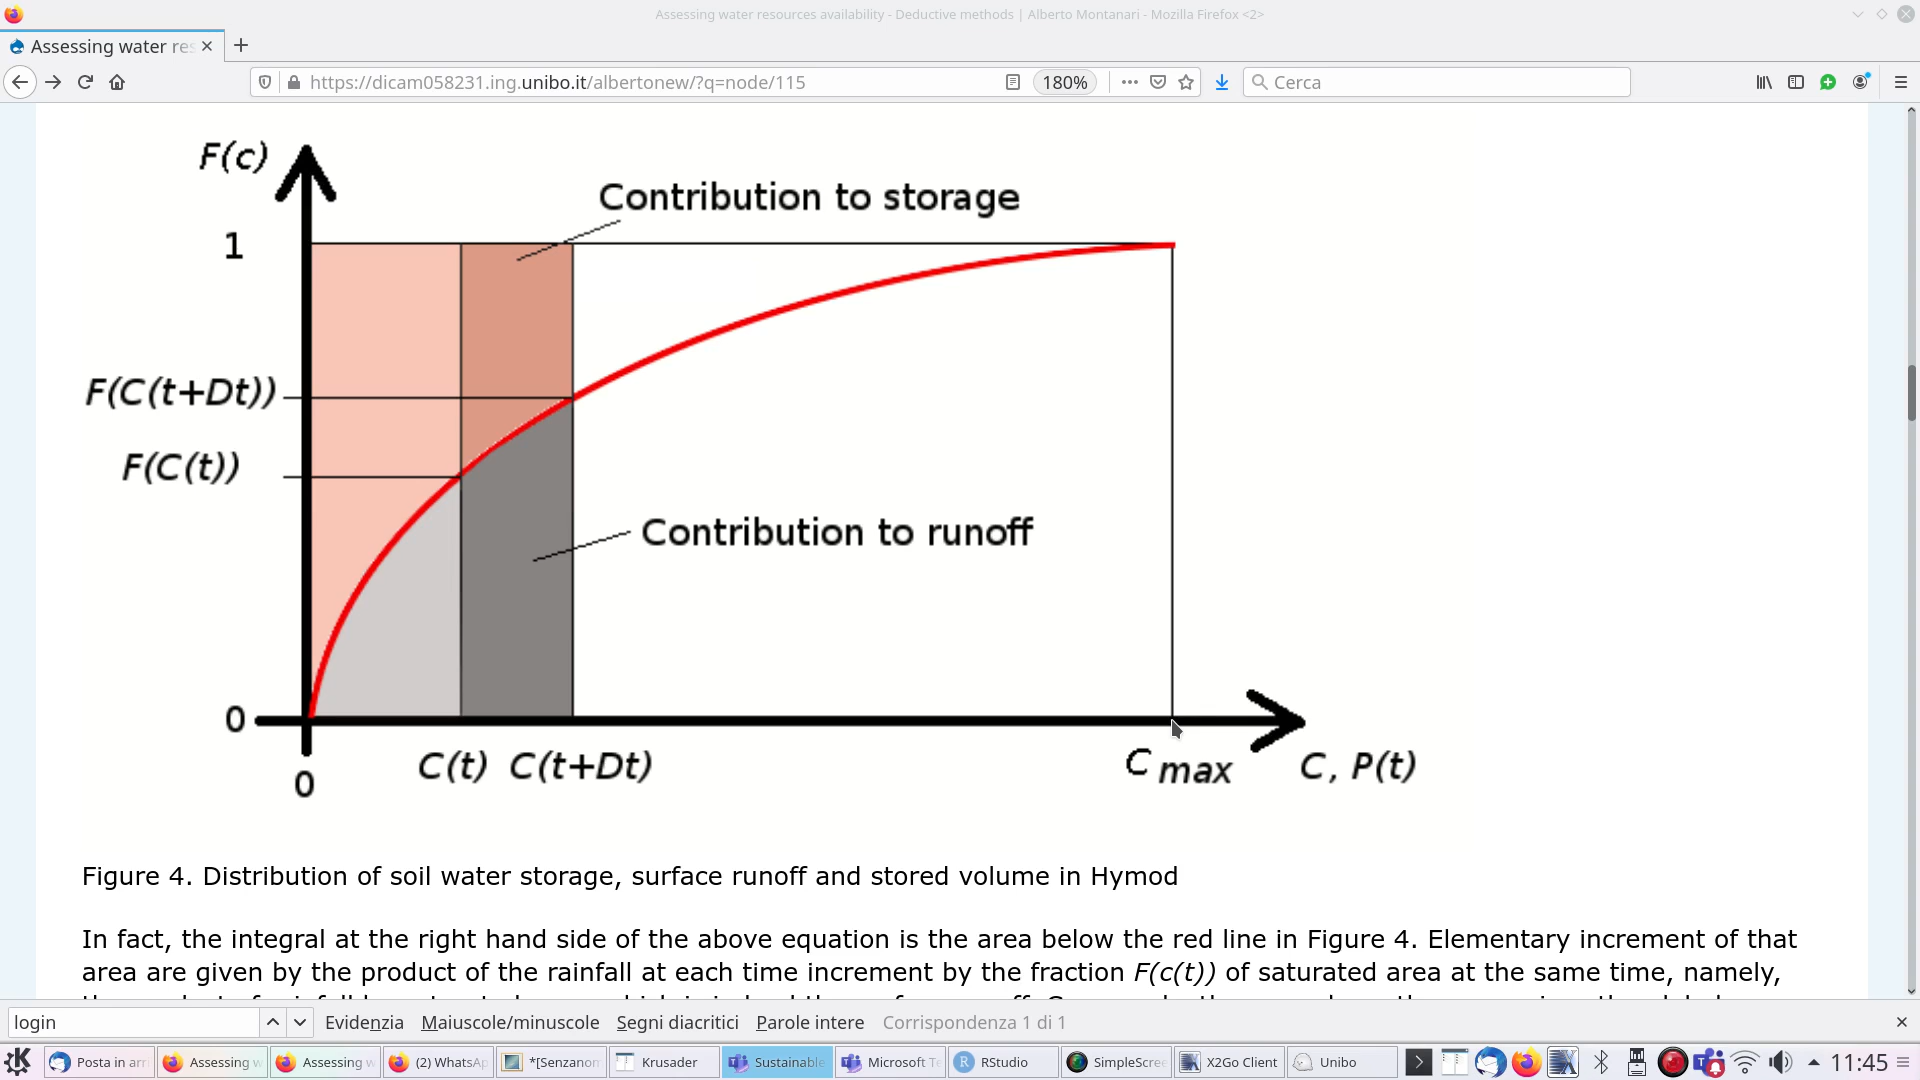 Assessing water resources availability - Deductive methods | Alberto Montanari - Mozilla Firefox <2>
Assessing water res
https://dicam058231.ing.unibo.it/albertonew/?q=node/115
180%
Cerca
F(c)
Contribution to storage
1
F(C(t+Dt))
F(C(t))
Contribution to runoff
0
C(t) C(t+Dt)
C max
C, P(t)
0
Figure 4. Distribution of soil water storage, surface runoff and stored volume in Hymod
In fact, the integral at the right hand side of the above equation is the area below the red line in Figure 4. Elementary increment of that
area are given by the product of the rainfall at each time increment by the fraction F(c(t)) of saturated area at the same time, namely,
login
Evidenzia
Maiuscole/minuscole
Segni diacritici
Parole intere
Corrispondenza 1 di 1
Posta in arr
Assessing w
Assessing w
(2) WhatsAp
*[Senzanom
Krusader
Sustainable
Microsoft Te
RStudio
SimpleScree
X2Go Client
Unibo
11:45